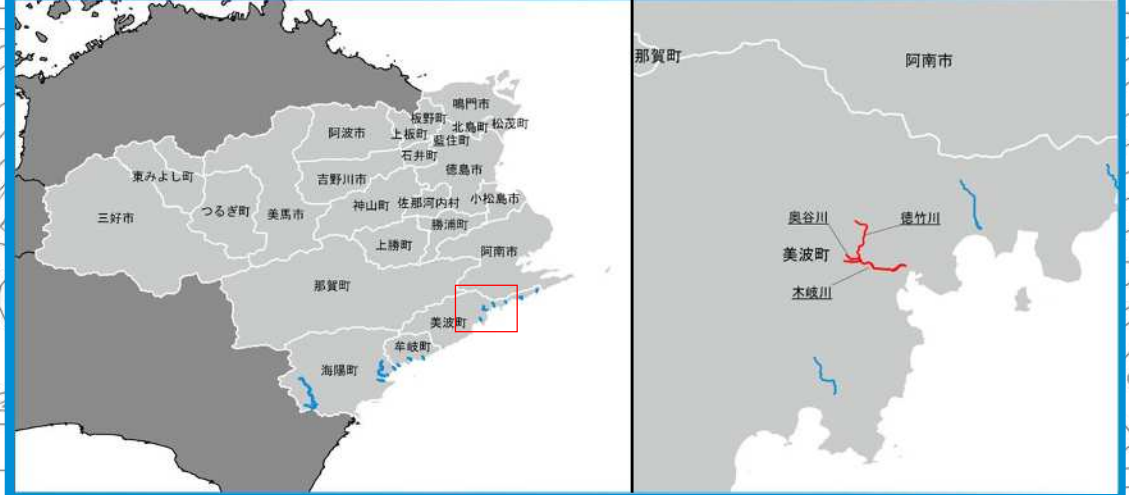 鳴門市
板野町
北島町
松茂町
阿波市
上板町
藍住町
石井町
徳島市
東みよし町
吉野川市
三好市
つるぎ町
美馬市
神山町
佐那河内村
小松島市
勝浦町
上勝町
阿南市
那賀町
美波町
牟岐町
海陽町
那賀町
阿南市
奥谷川
徳竹川
美波町
木岐川